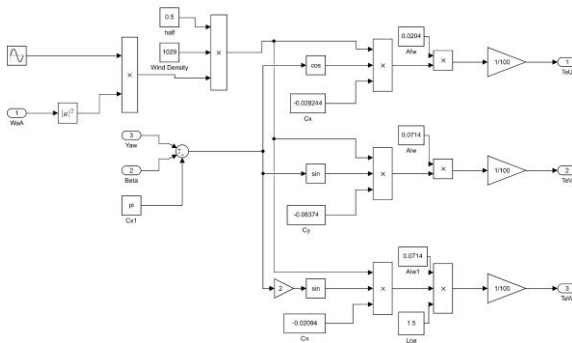 0.5
half
1029
Wind Density
×
×
1
WaA
|u|²
3
Yaw
2
Beta
pi
Cx1
cos
-0.028244
Cx
×
0.0204
Afw
×
1/100
1
TeU
sin
-0.08374
Cy
×
0.0714
Alw
×
1/100
2
TeV
2
sin
-0.02094
Cn
×
0.0714
Alw1
1.5
Loa
×
1/100
3